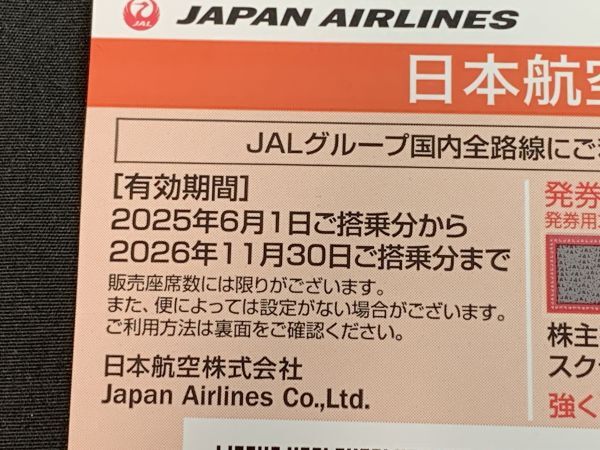 JAL
JAPAN AIRLINES
日本航
JALグループ国内全路線にご
[有効期間]
2025年6月1日ご搭乗分から
2026年11月30日ご搭乗分まで
販売座席数には限りがございます。
また、便によっては設定がない場合がございます。
ご利用方法は裏面をご確認ください。
日本航空株式会社
Japan Airlines Co.,Ltd.
発券
発券用
株主
スク
強く